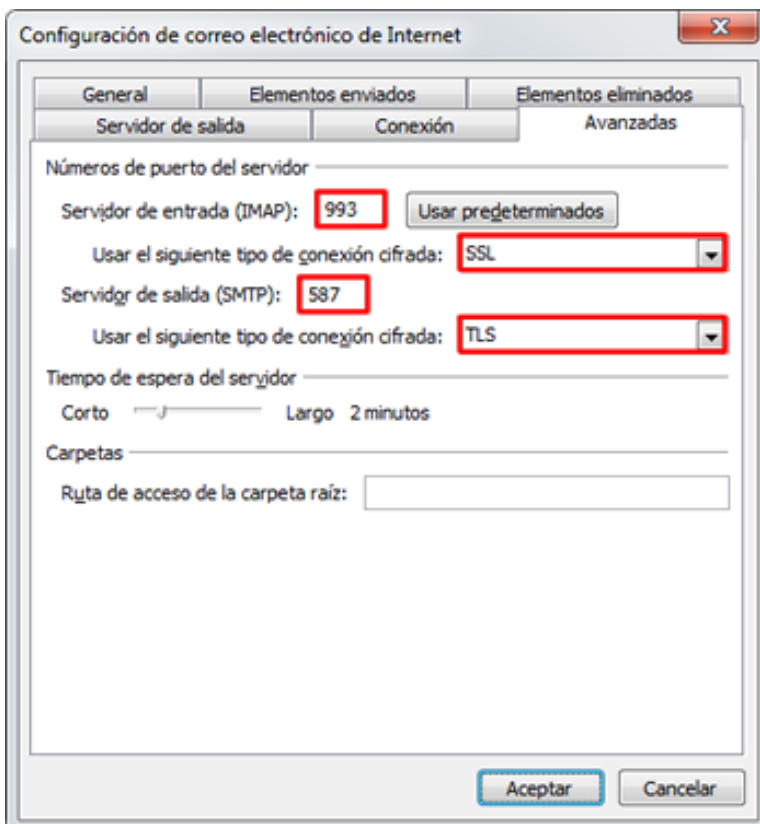 Configuración de correo electrónico de Internet
General Elementos enviados Elementos eliminados
Servidor de salida Conexión Avanzadas
Números de puerto del servidor
Servidor de entrada (IMAP): 993 Usar predeterminados
Usar el siguiente tipo de conexión cifrada: SSL
Servidor de salida (SMTP): 587
Usar el siguiente tipo de conexión cifrada: TLS
Tiempo de espera del servidor
Corto Largo 2 minutos
Carpetas
Ruta de acceso de la carpeta raíz:
Aceptar Cancelar